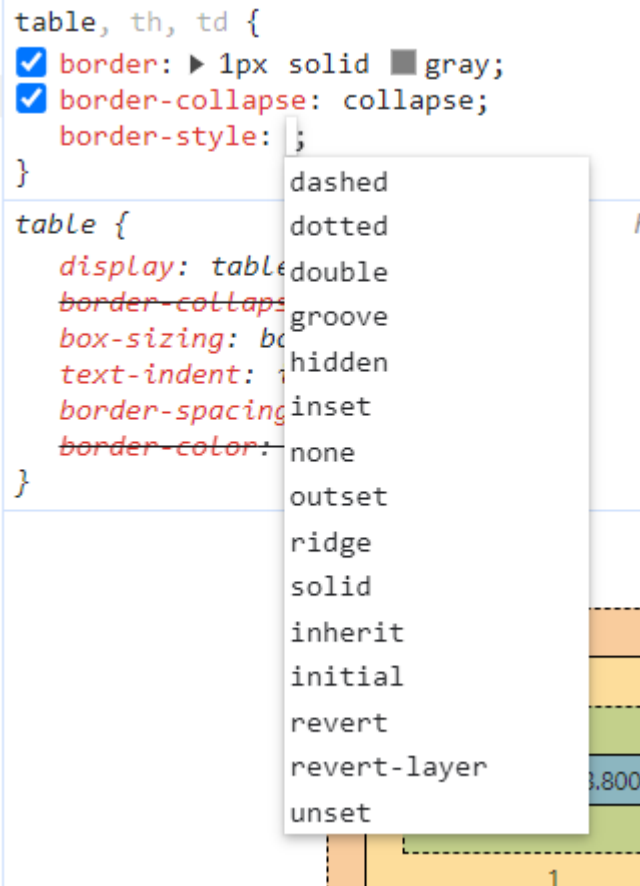 table, th, td {
border: 1px solid gray;
border-collapse: collapse;
border-style: ;
dashed
dotted
double
groove
hidden
inset
none
outset
ridge
solid
inherit
initial
revert
revert-layer
unset
}
table {
display: table
border-collaps
box-sizing: bo
text-indent:
border-spacing
border-color:
}
3.800
1